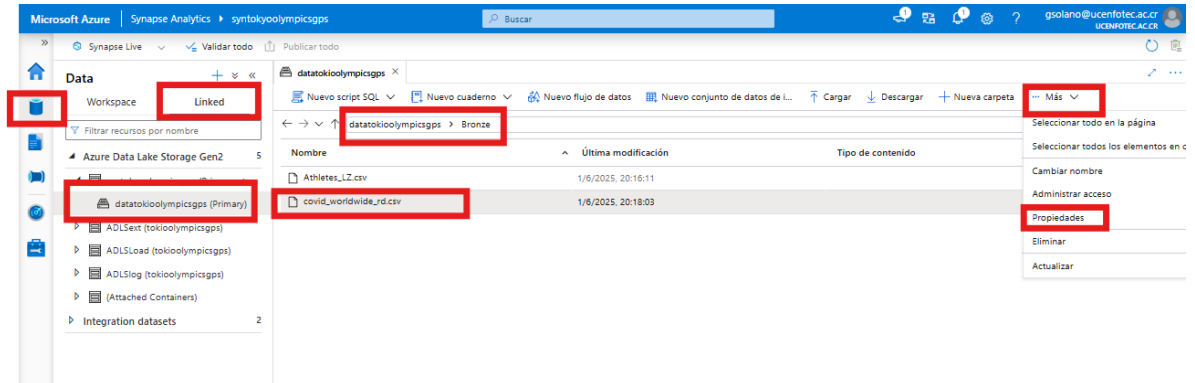 Microsoft Azure | Synapse Analytics ▸ syntokyoolympicsgps
Buscar
gsolano@ucenfotec.ac.cr
UCENFOTEC.AC.CR
Synapse Live
Validar todo
Publicar todo
Data
Workspace
Linked
Filtrar recursos por nombre
Azure Data Lake Storage Gen2 5
datatokioolympicsgps (Primary)
ADLSext (tokioolympicsgps)
ADLSLoad (tokioolympicsgps)
ADLSlog (tokioolympicsgps)
(Attached Containers)
Integration datasets 2
datatokioolympicsgps
Nuevo script SQL
Nuevo cuaderno
Nuevo flujo de datos
Nuevo conjunto de datos de i...
Cargar
Descargar
Nueva carpeta
Más
datatokioolympicsgps > Bronze
Nombre
Última modificación
Tipo de contenido
Athletes_LZ.csv
1/6/2025, 20:16:11
covid_worldwide_rd.csv
1/6/2025, 20:18:03
Seleccionar todo en la página
Seleccionar todos los elementos en c
Cambiar nombre
Administrar acceso
Propiedades
Eliminar
Actualizar